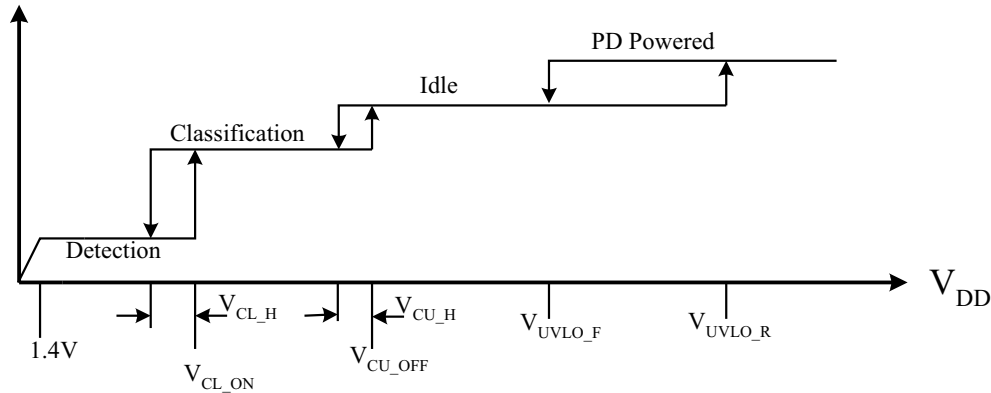 PD Powered
Idle
Classification
Detection
V_DD
V_CL_H
V_CU_H
V_UVLO_F
V_UVLO_R
1.4V
V_CL_ON
V_CU_OFF